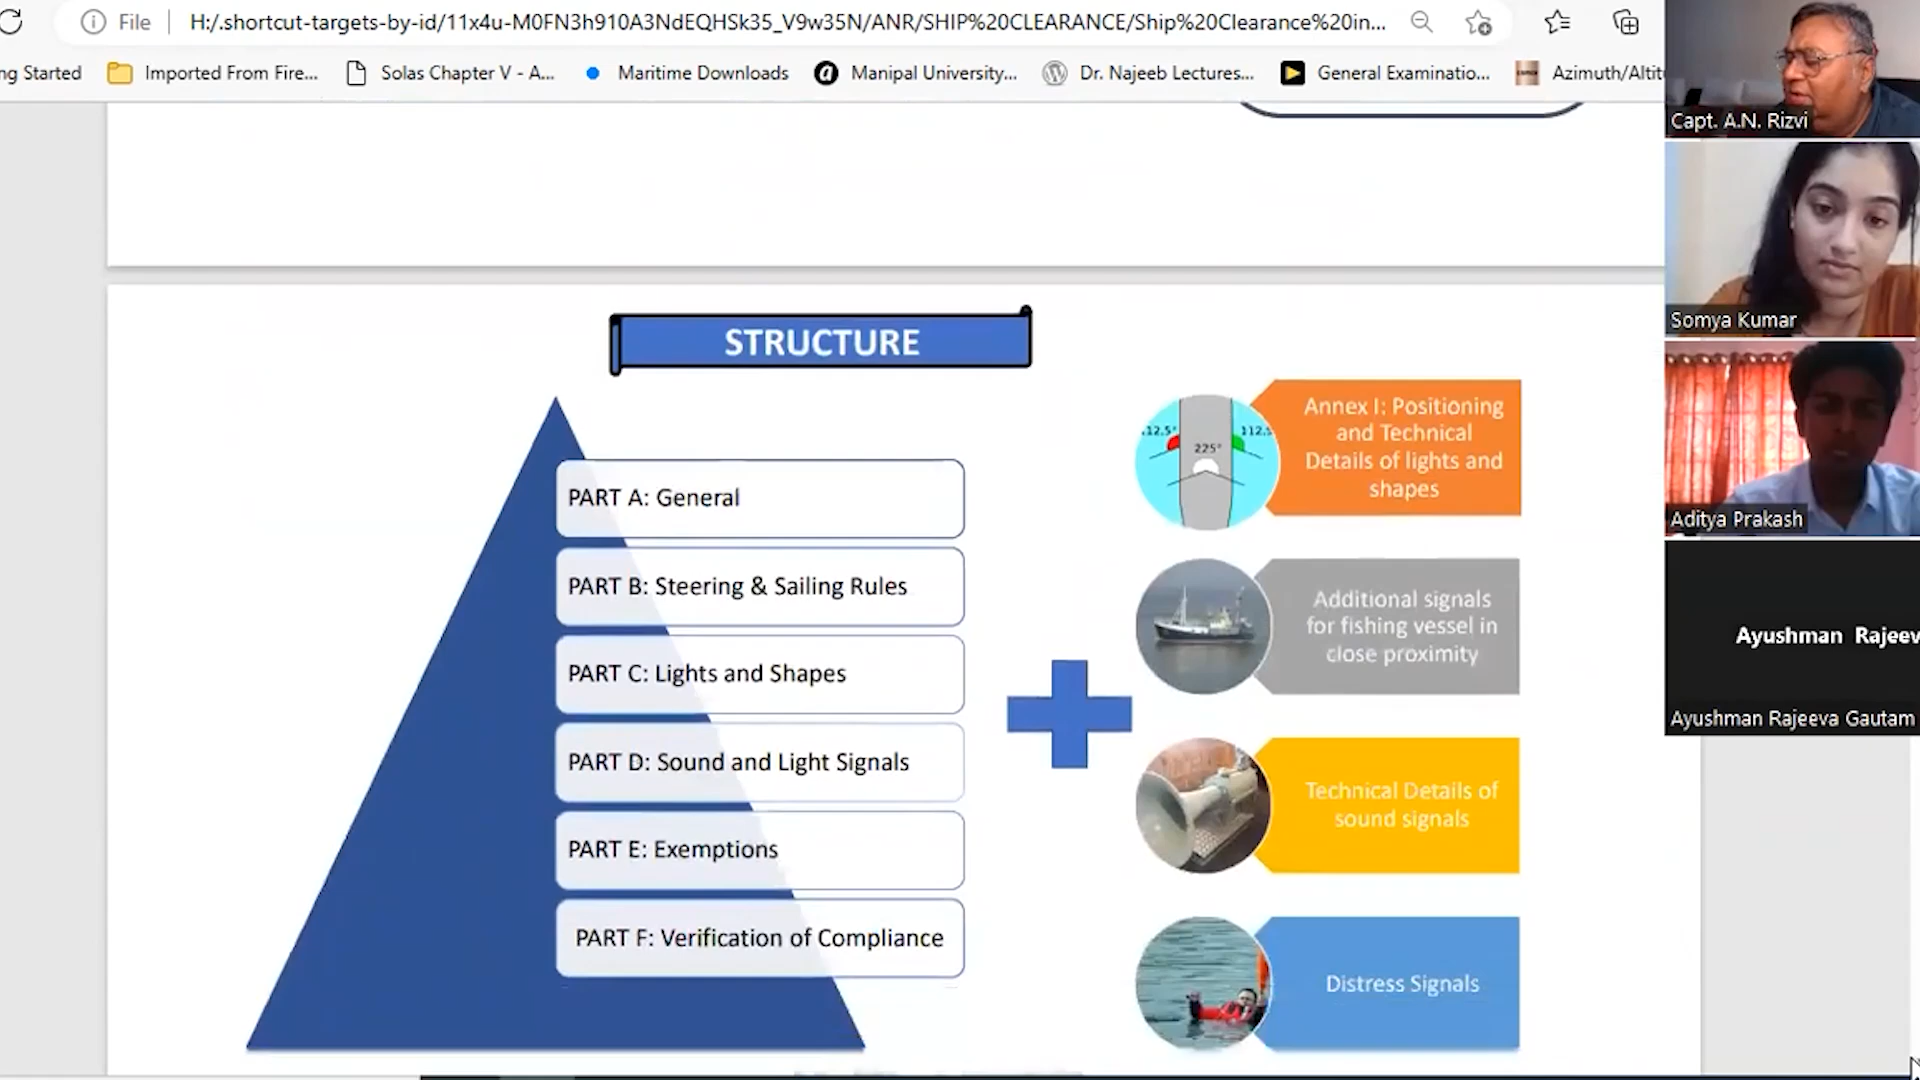 File
H:/.shortcut-targets-by-id/11x4u-M0FN3h910A3NdEQHSk35_V9w35N/ANR/SHIP%20CLEARANCE/Ship%20Clearance%20in...
ng Started
Imported From Fire...
Solas Chapter V - A...
Maritime Downloads
Manipal University...
Dr. Najeeb Lectures...
General Examinatio...
Azimuth/Altit
Capt. A.N. Rizvi
Somya Kumar
Aditya Prakash
Ayushman Rajeev
Ayushman Rajeeva Gautam
STRUCTURE
PART A: General
PART B: Steering & Sailing Rules
PART C: Lights and Shapes
PART D: Sound and Light Signals
PART E: Exemptions
PART F: Verification of Compliance
.12.5°
112.5
225°
Annex I: Positioning
and Technical
Details of lights and
shapes
Additional signals
for fishing vessel in
close proximity
Technical Details of
sound signals
Distress Signals